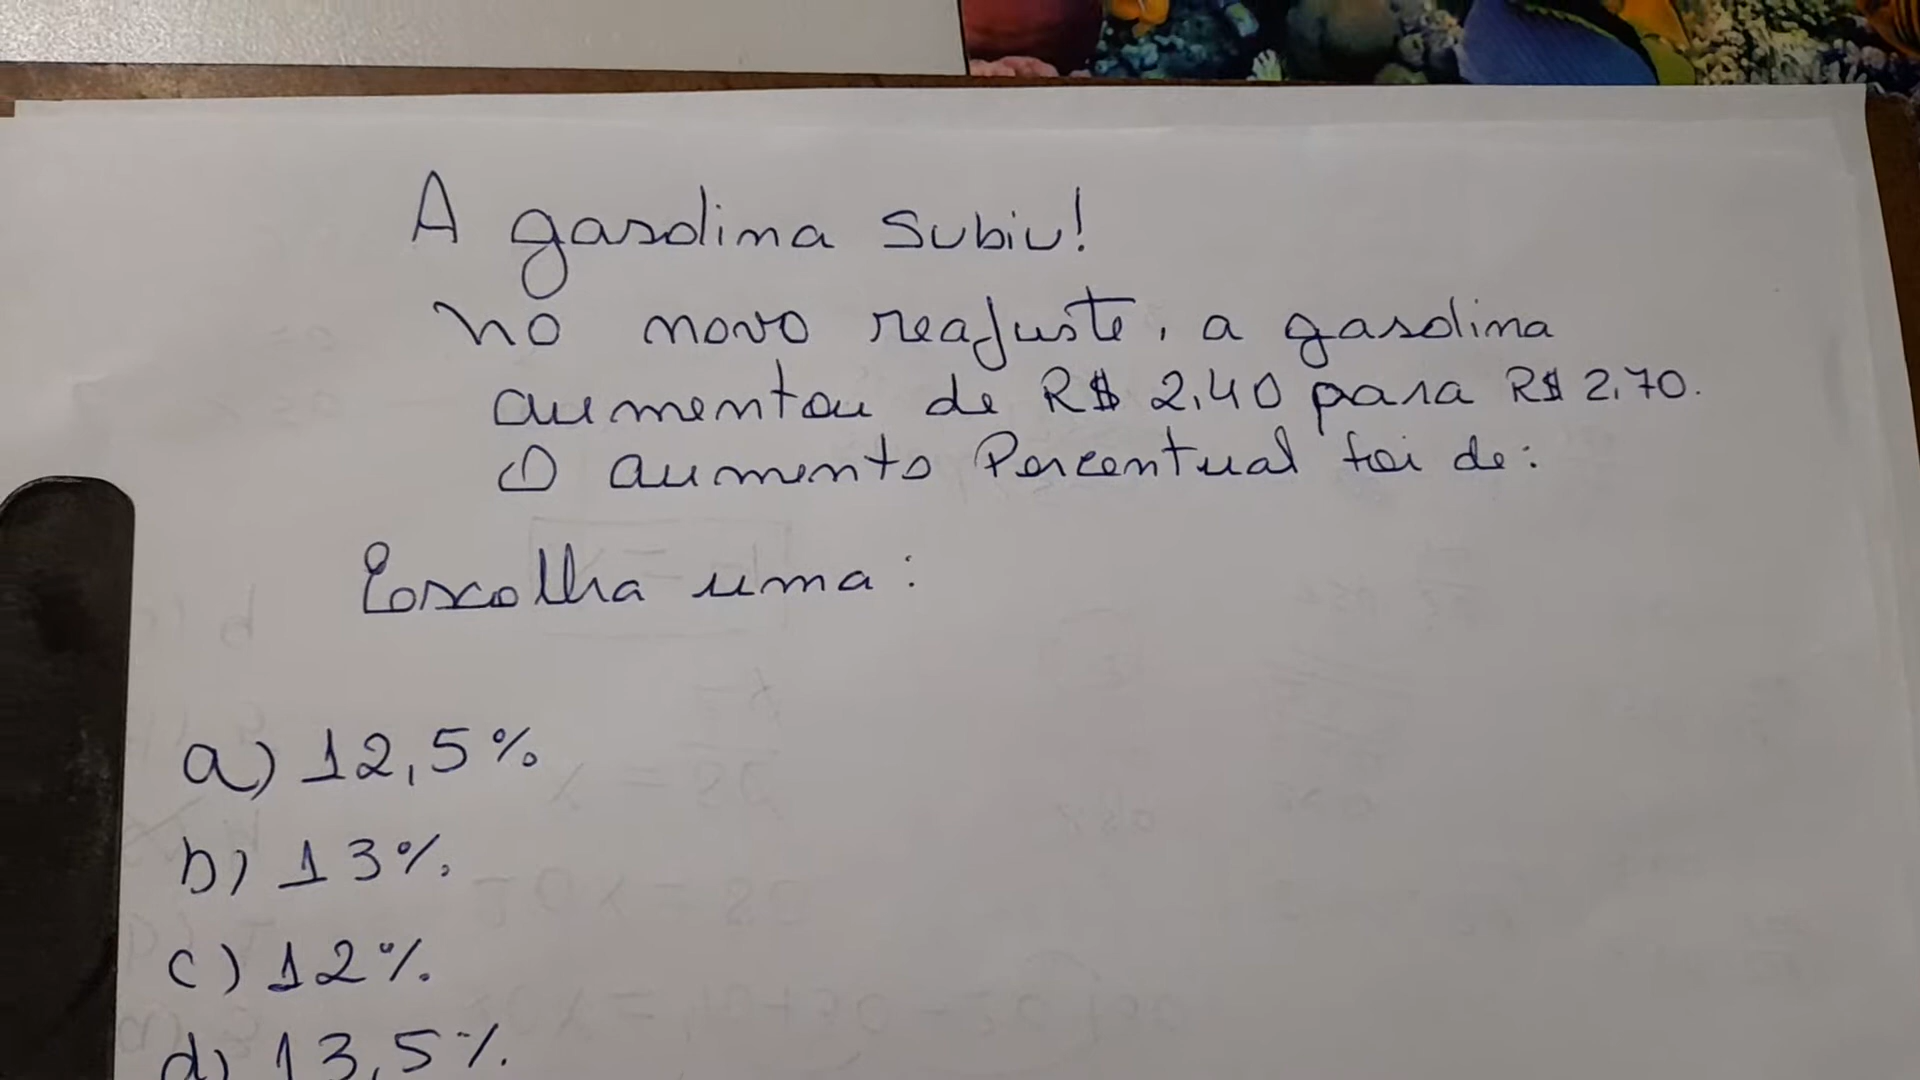 A gasolina subiu!
No novo reajuste, a gasolina
aumentou de R$ 2,40 para R$ 2,70.
O aumento Percentual foi de:
Escolha uma:
a) 12,5%
b) 13%.
c) 12%.
d) 13,5%.